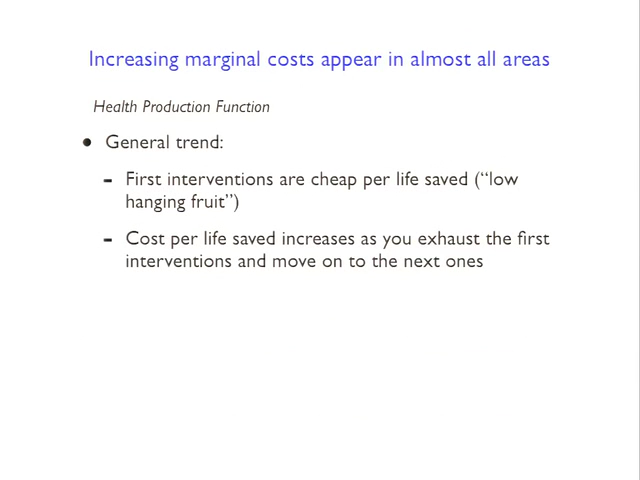 Increasing marginal costs appear in almost all areas
Health Production Function
• General trend:
- First interventions are cheap per life saved (“low
hanging fruit”)
- Cost per life saved increases as you exhaust the first
interventions and move on to the next ones